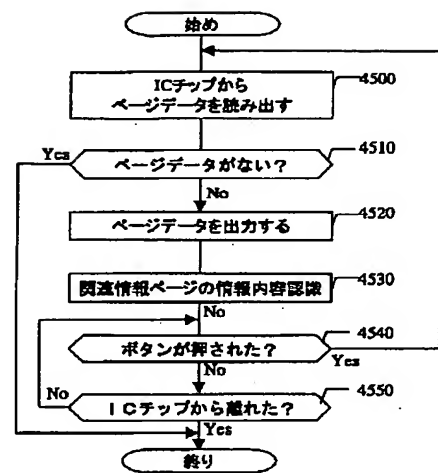 始め
ICチップから
ページデータを読み出す
4500
Yes
ページデータがない？
4510
No
ページデータを出力する
4520
関連情報ページの情報内容認識
4530
No
ボタンが押された？
4540
Yes
No
No
ＩＣチップから離れた？
4550
Yes
終り